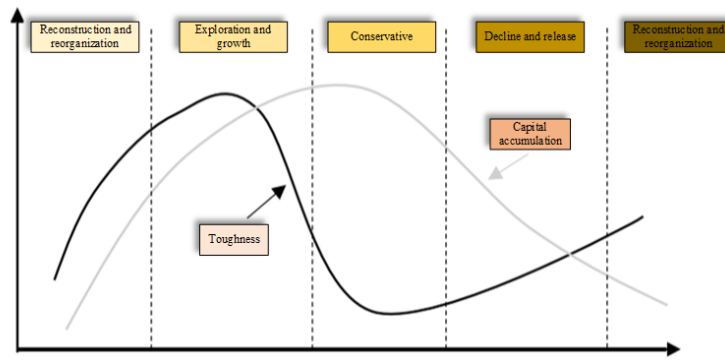 Reconstruction and
reorganization
Exploration and
growth
Conservative
Decline and release
Reconstruction and
reorganization
Capital
accumulation
Toughness